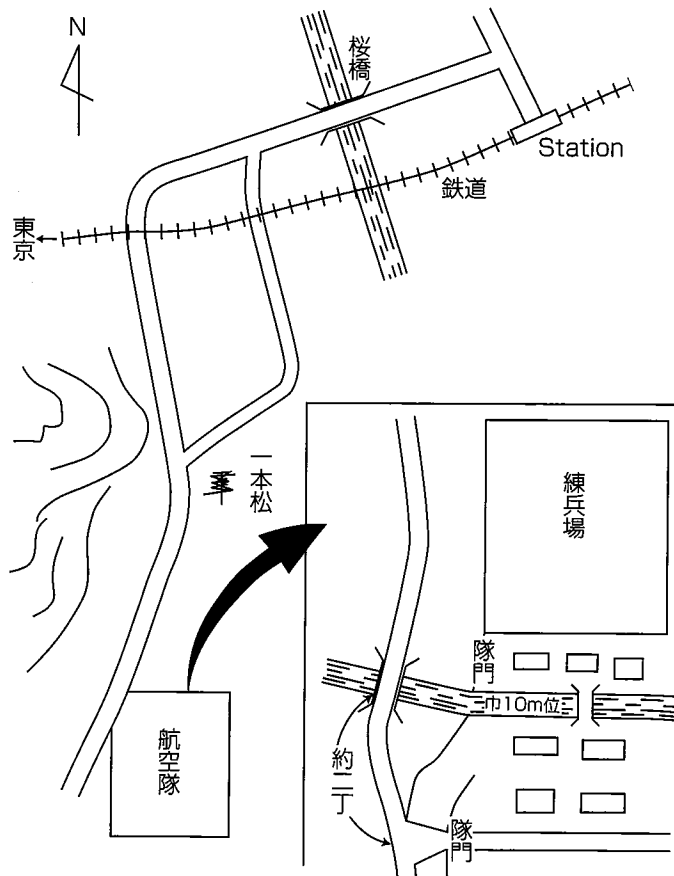 N
桜橋
Station
鉄道
東京
一本松
練兵場
隊門
巾10m位
航空隊
約二丁
隊門